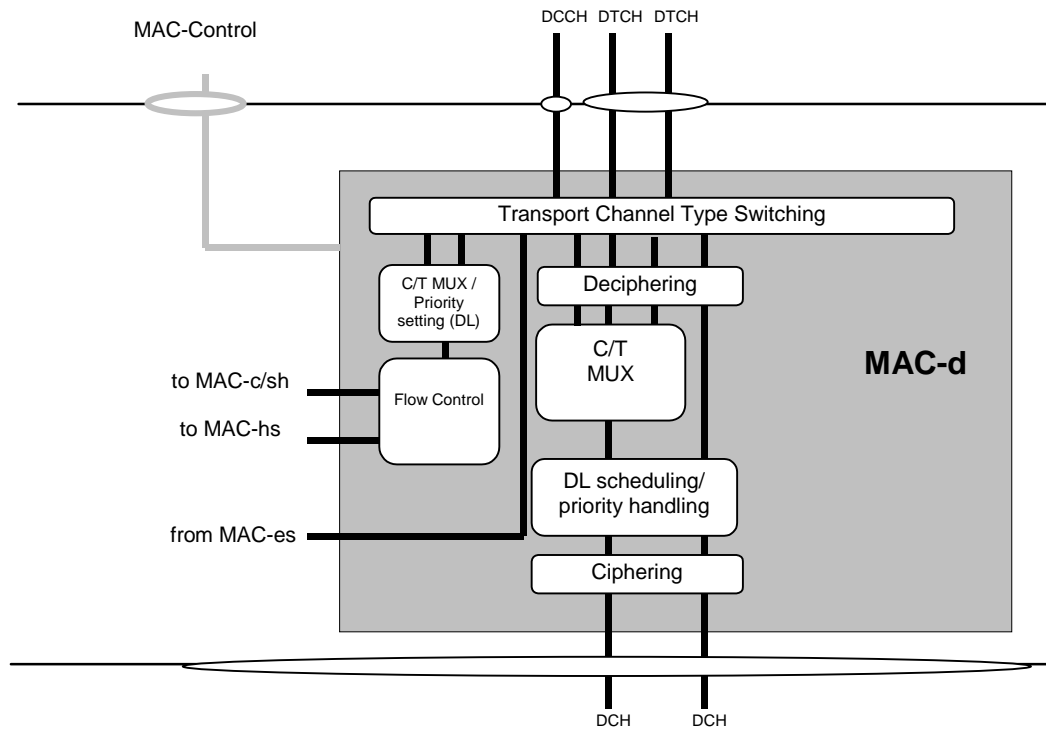 DCCH DTCH DTCH
MAC-Control
Transport Channel Type Switching
C/T MUX /
Priority
setting (DL)
Deciphering
C/T
MUX
MAC-d
to MAC-c/sh
Flow Control
to MAC-hs
DL scheduling/
priority handling
from MAC-es
Ciphering
DCH DCH